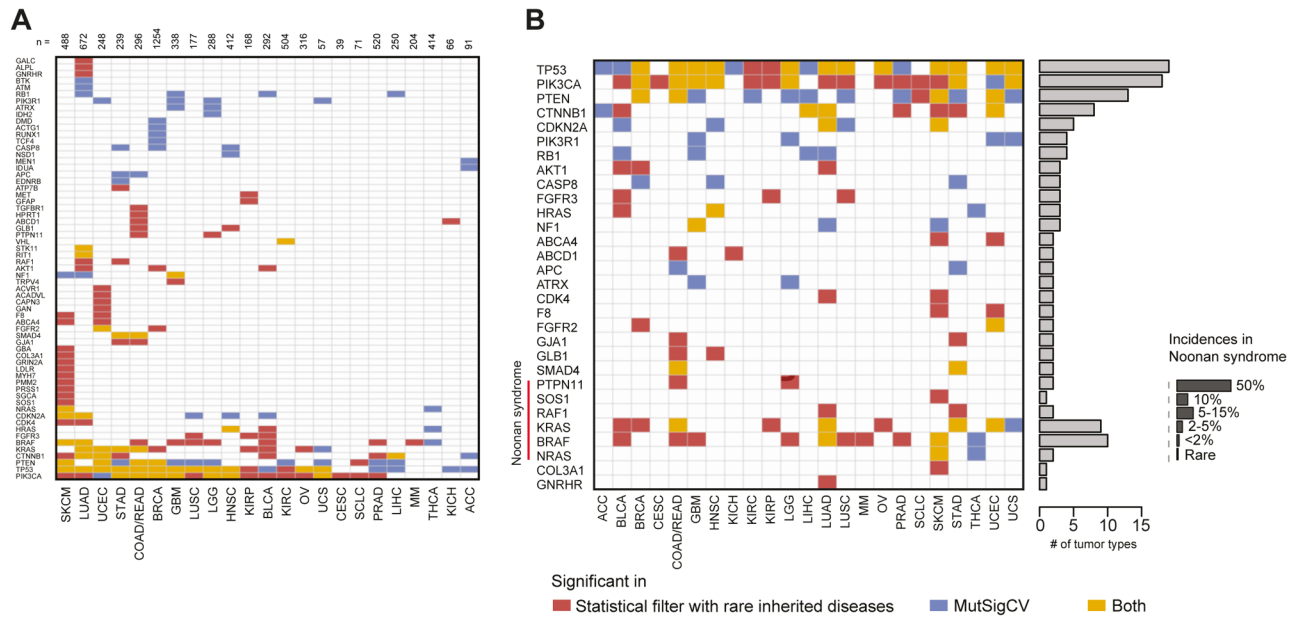 A
n = 488 672 248 239 296 1254 338 177 288 412 168 292 504 316 57 39 71 520 250 204 414 66 91
GALC
ALPL
GNRHR
BTK
ATM
RB1
PIK3R1
ATRX
IDH2
DMD
ACTG1
RUNX1
TCF4
CASP8
NSD1
MEN1
IDUA
APC
EDNRB
ATP7B
MET
GFAP
TGFBR1
HPRT1
ABCD1
GLB1
PTPN11
VHL
STK11
RIT1
RAF1
AKT1
NF1
TRPV4
ACVR1
ACADVL
CAPN3
GAN
F8
ABCA4
FGFR2
SMAD4
GJA1
GBA
COL3A1
GRIN2A
LDLR
MYH7
PMM2
PRSS1
SGCA
SOS1
NRAS
CDKN2A
CDK4
HRAS
FGFR3
BRAF
KRAS
CTNNB1
PTEN
TP53
PIK3CA
SKCM LUAD UCEC STAD COAD/READ BRCA GBM LUSC LGG HNSC KIRP BLCA KIRC OV UCS CESC SCLC PRAD LIHC MM THCA KICH ACC
B
TP53
PIK3CA
PTEN
CTNNB1
CDKN2A
PIK3R1
RB1
AKT1
CASP8
FGFR3
HRAS
NF1
ABCA4
ABCD1
APC
ATRX
CDK4
F8
FGFR2
GJA1
GLB1
SMAD4
PTPN11
SOS1
RAF1
KRAS
BRAF
NRAS
COL3A1
GNRHR
Noonan syndrome
ACC BLCA BRCA CESC COAD/READ GBM HNSC KICH KIRC KIRP LGG LIHC LUAD LUSC MM OV PRAD SCLC SKCM STAD THCA UCEC UCS
0 5 10 15
# of tumor types
Incidences in
Noonan syndrome
50%
10%
5-15%
2-5%
<2%
Rare
Significant in
Statistical filter with rare inherited diseases MutSigCV Both